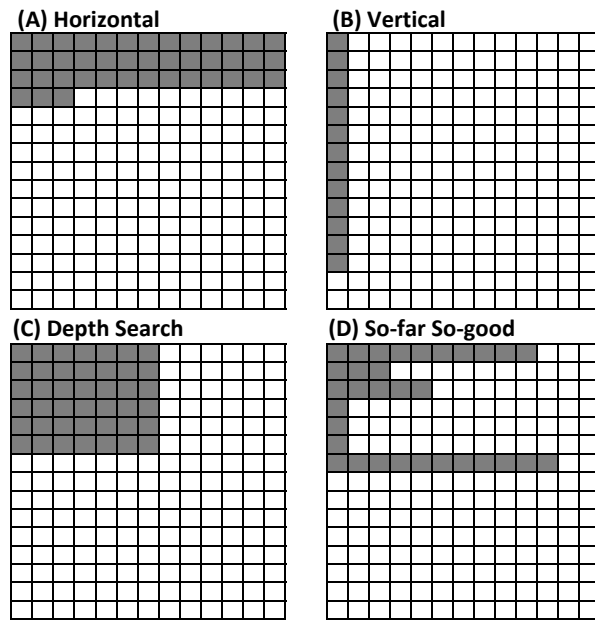 (A) Horizontal
(B) Vertical
(C) Depth Search
(D) So-far So-good